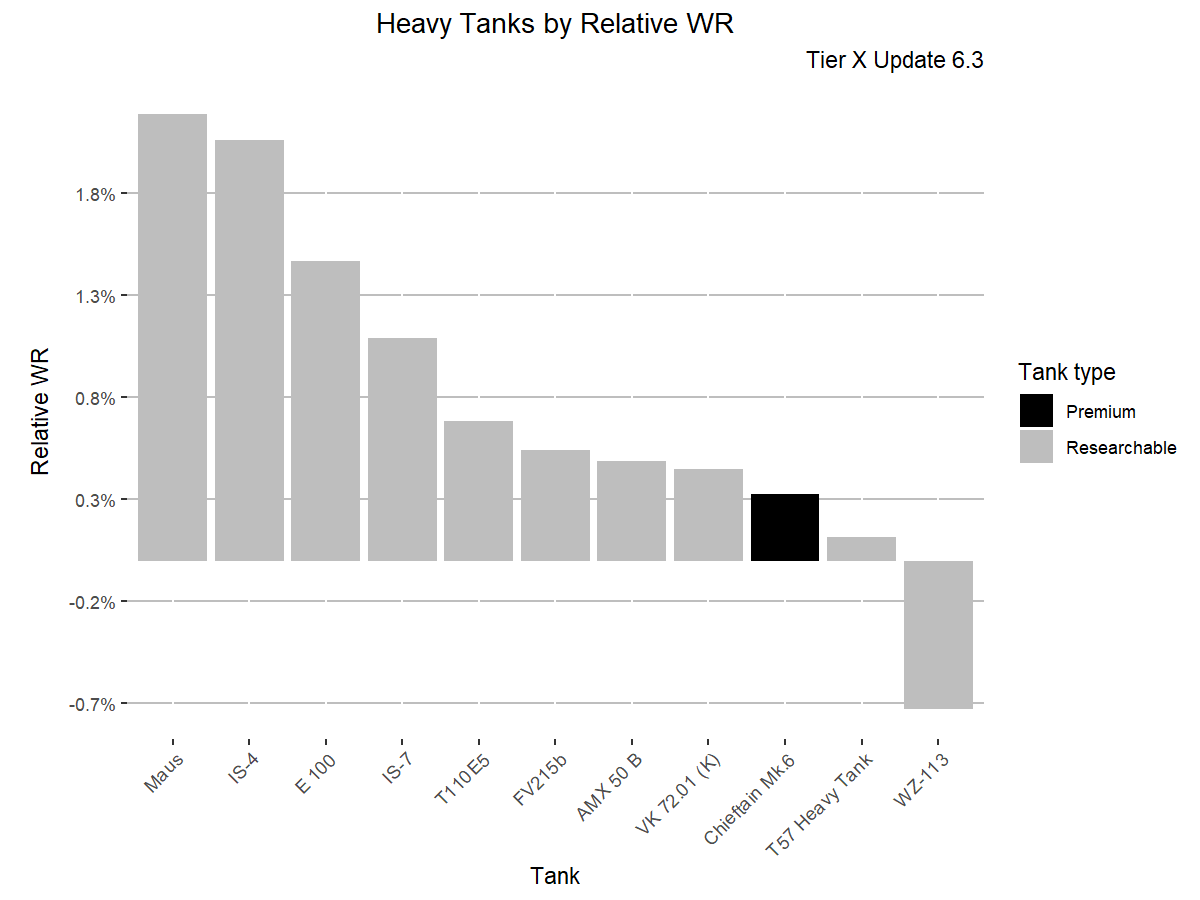 Heavy Tanks by Relative WR
Tier X Update 6.3
Relative WR
1.8%
1.3%
0.8%
0.3%
-0.2%
-0.7%
Maus
IS-4
E 100
IS-7
T110E5
FV215b
AMX 50 B
VK 72.01 (K)
Chieftain Mk.6
T57 Heavy Tank
WZ-113
Tank
Tank type
Premium
Researchable